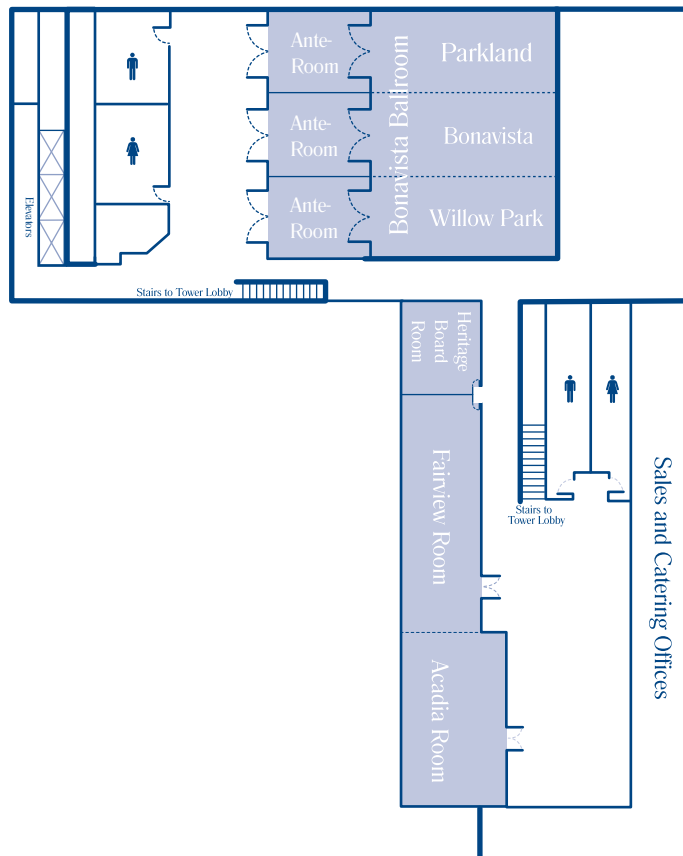 Ante-
Room
Parkland
Ante-
Room
Bonavista
Ante-
Room
Willow Park
Bonavista Ballroom
Elevators
Stairs to Tower Lobby
Heritage
Board
Room
Fairview Room
Acadia Room
Stairs to
Tower Lobby
Sales and Catering Offices